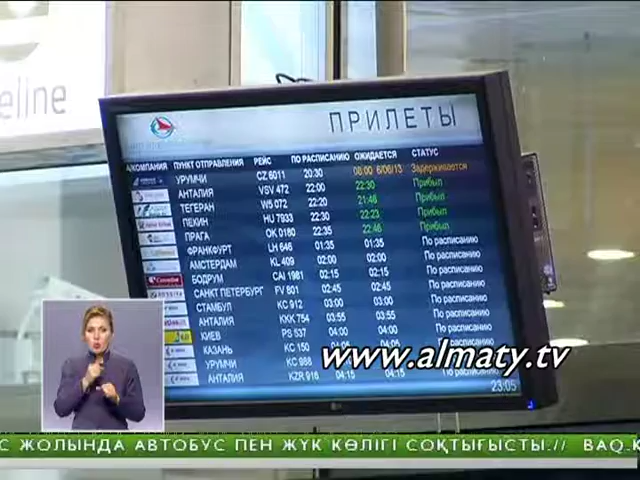 eline
ПРИЛЕТЫ
А/КОМПАНИЯ ПУНКТ ОТПРАВЛЕНИЯ РЕЙС ПО РАСПИСАНИЮ ОЖИДАЕТСЯ СТАТУС
УРУМЧИ CZ 6011 20:30 08:00 6/06/13 Задерживается
АНТАЛИЯ VSV 472 22:00 22:30 Прибыл
ТЕГЕРАН W5 072 22:20 21:48 Прибыл
ПЕКИН HU 7933 22:20 22:23 Прибыл
ПРАГА OK 0180 22:35 22:46 Прибыл
ФРАНКФУРТ LH 646 01:35 01:35 По расписанию
АМСТЕРДАМ KL 409 02:00 02:00 По расписанию
БОДРУМ CAI 1981 02:15 02:15 По расписанию
САНКТ ПЕТЕРБУРГ FV 801 02:45 02:45 По расписанию
СТАМБУЛ KC 912 03:00 03:00 По расписанию
АНТАЛИЯ KKK 754 03:55 03:55 По расписанию
КИЕВ PS 537 04:00 04:00 По расписанию
КАЗАНЬ KC 150
УРУМЧИ KC 988
АНТАЛИЯ KZR 916 04:15 04:15 По расписанию
23:05
LG
www.almaty.tv
С ЖОЛЫНДА АВТОБУС ПЕН ЖҮК КӨЛІГІ СОҚТЫҒЫСТЫ.// BAQ.K